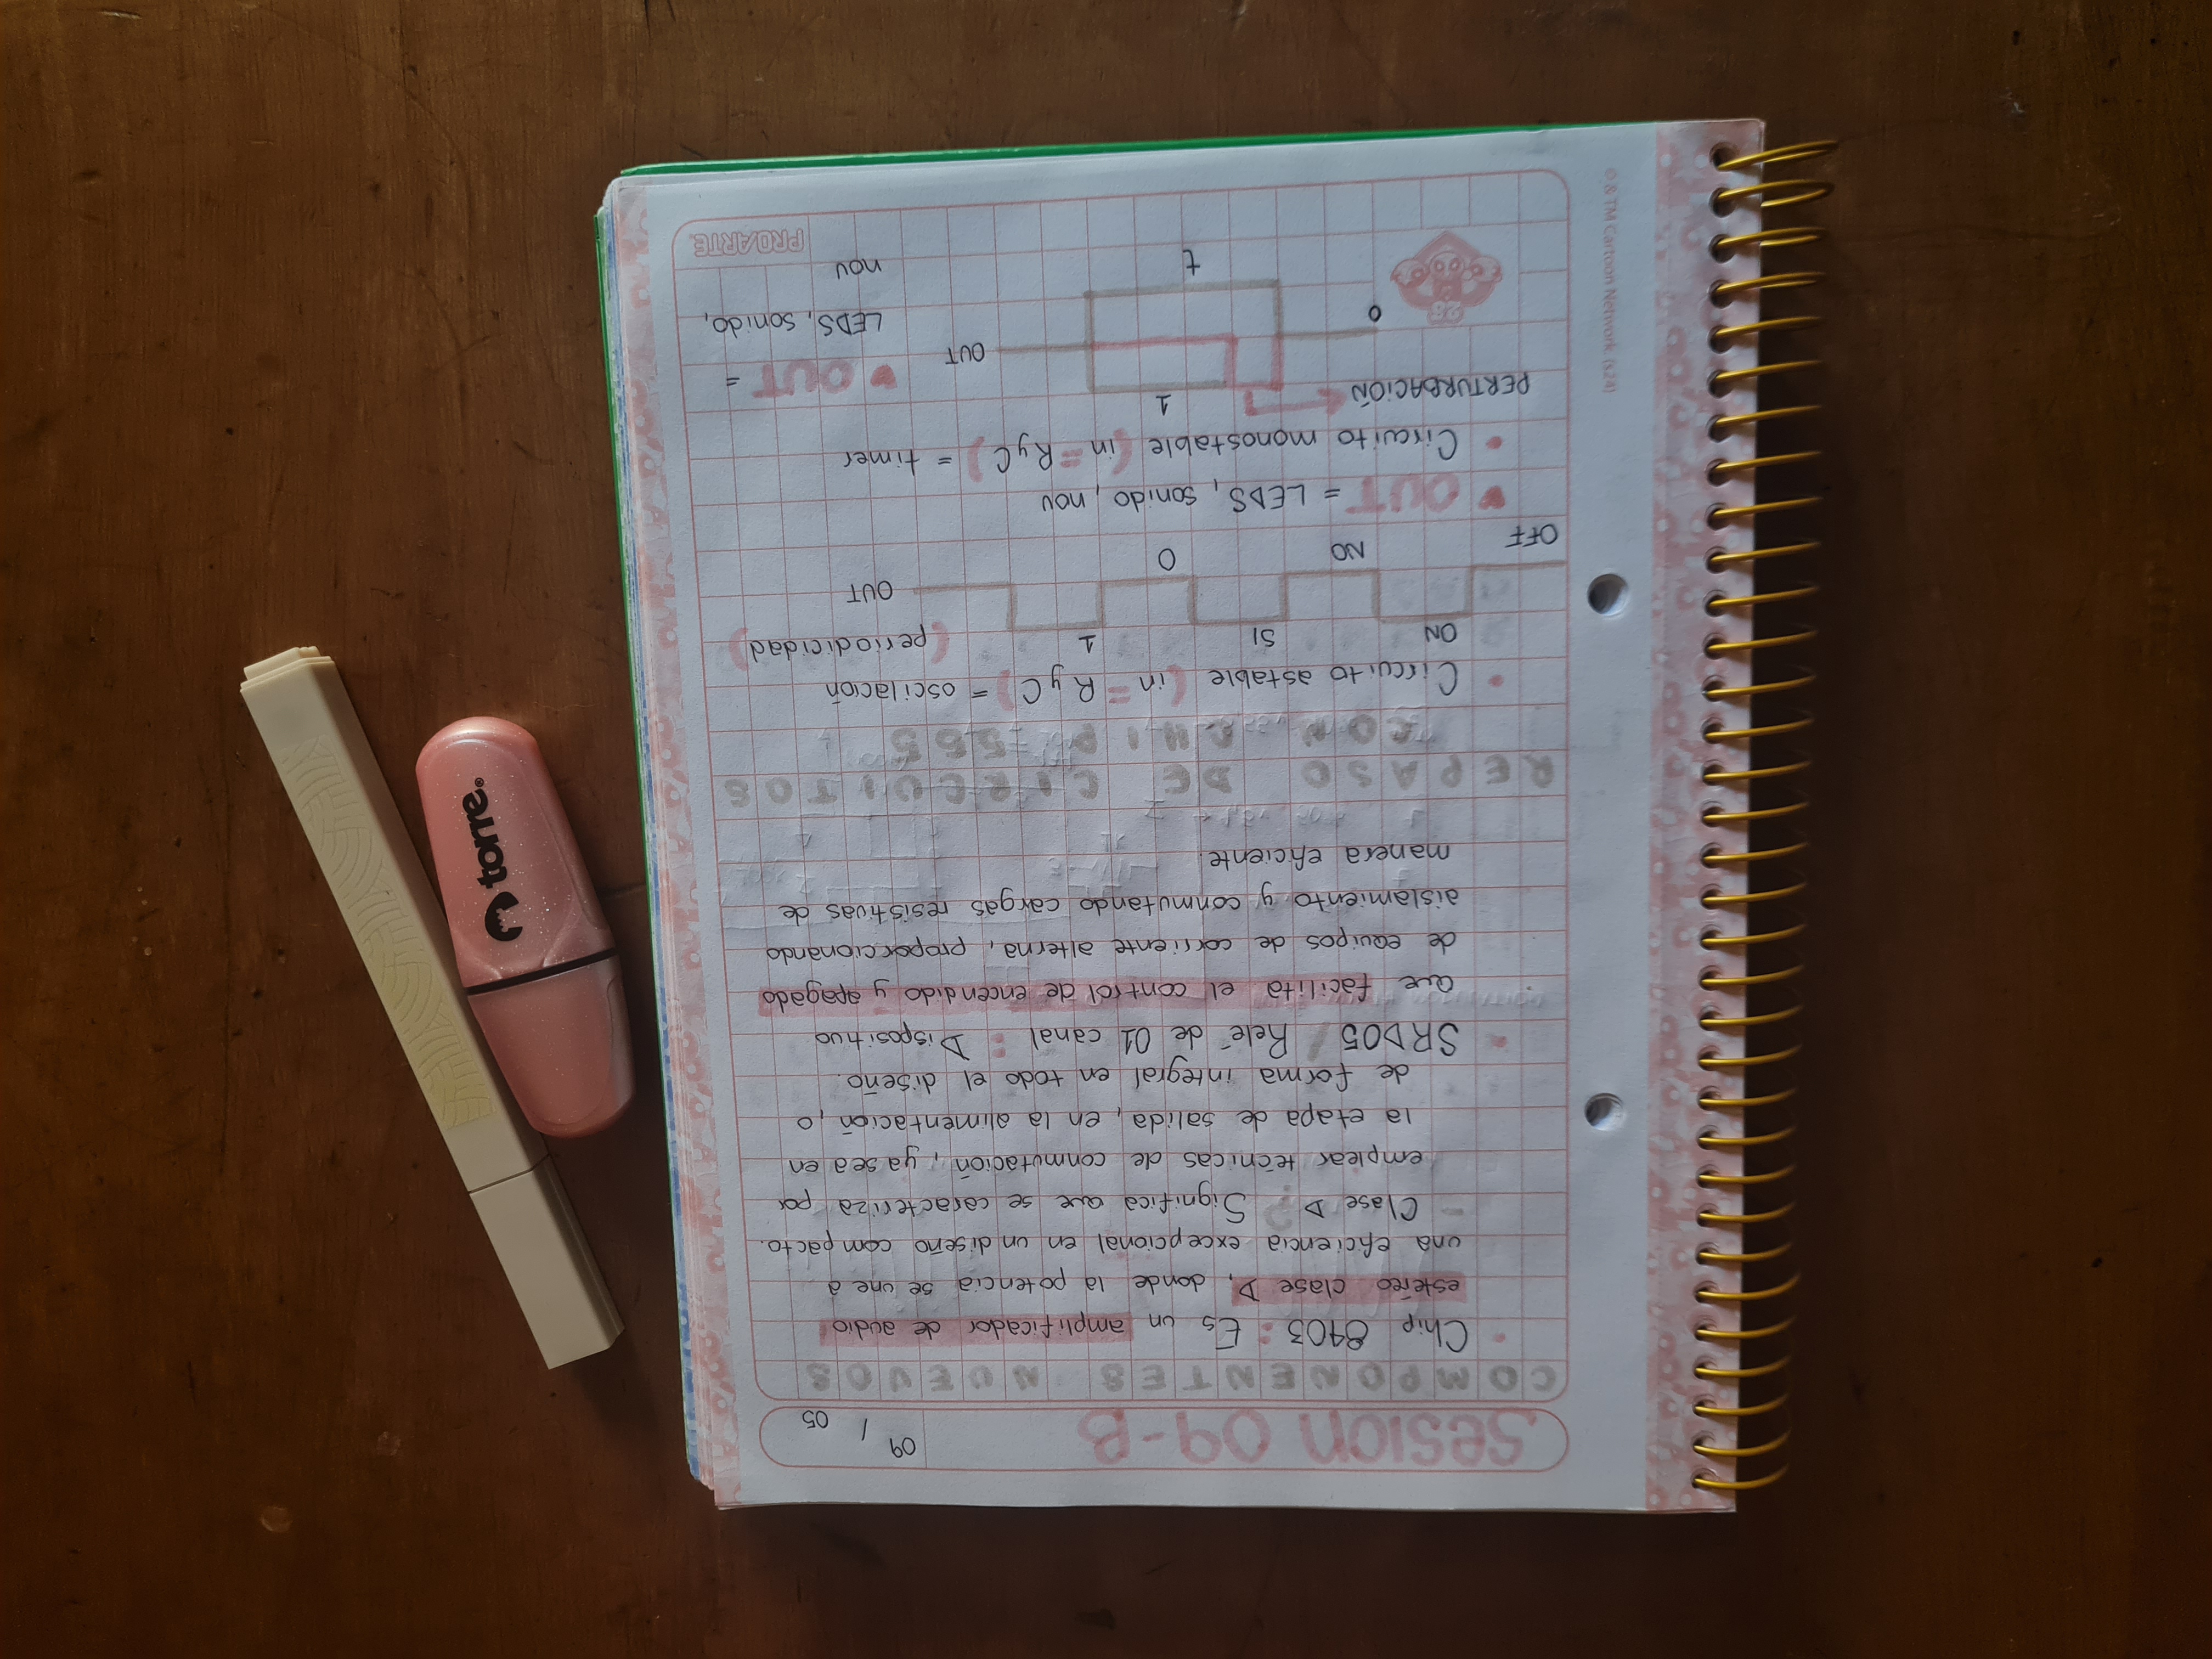 Sesion 09-B
09 / 05
COMPONENTES NUEVOS
• Chip 8403: Es un amplificador de audio
estéreo clase D, donde la potencia se une a
una eficiencia excepcional en un diseño compacto.
- Clase D? Significa que se caracteriza por
emplear técnicas de conmutación, ya sea en
la etapa de salida, en la alimentación, o
de forma integral en todo el diseño.
• SRD05 / Relé de 01 canal: Dispositivo
que facilita el control de encendido y apagado
de equipos de corriente alterna, proporcionando
aislamiento y conmutando cargas resistivas de
manera eficiente.
REPASO DE CIRCUITOS
CON CHIP 555
• Circuito astable (in = R y C) = oscilación
(periodicidad)
ON SI 1
OUT
OFF NO 0
♥ OUT = LEDS, sonido, nou
• Circuito monostable (in = R y C) = timer
PERTURBACIÓN 1
♥ OUT =
OUT
LEDS, sonido,
0
t
nou
28
PROARTE
© & TM Cartoon Network. (s24)
torre®